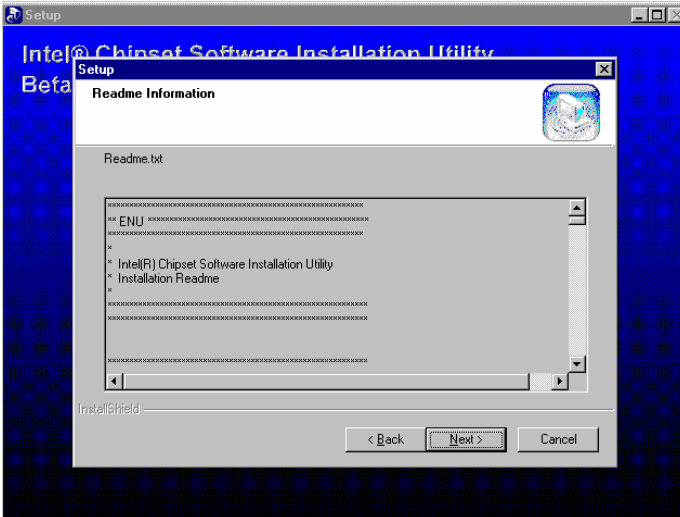 Setup
Intel® Chipset Software Installation Utility
Beta
Setup
Readme Information
Readme.txt
** ENU **
*
* Intel(R) Chipset Software Installation Utility
* Installation Readme
*
InstallShield
< Back
Next >
Cancel